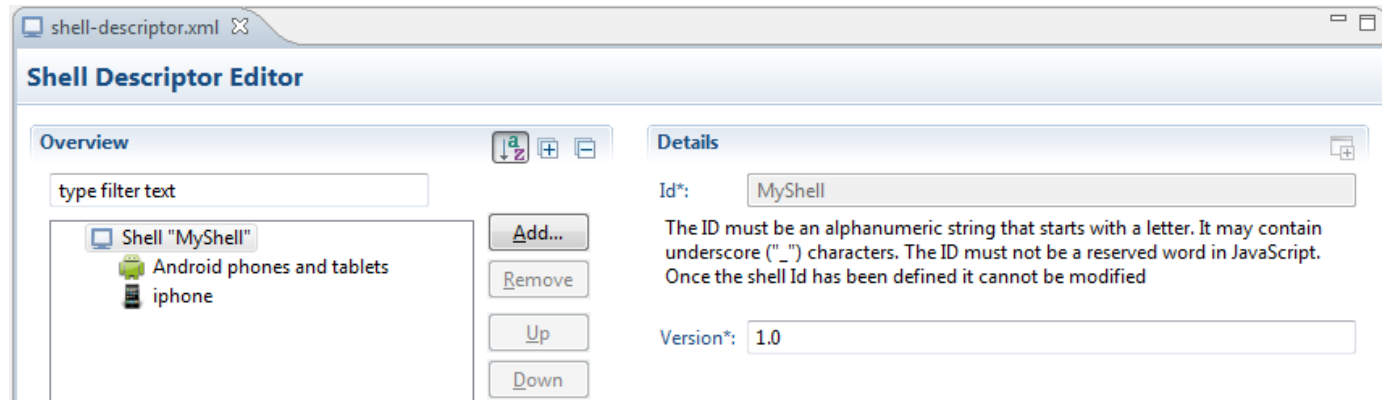 shell-descriptor.xml
Shell Descriptor Editor
Overview
a
z
type filter text
Shell "MyShell"
Android phones and tablets
iphone
Add...
Remove
Up
Down
Details
Id*:
MyShell
The ID must be an alphanumeric string that starts with a letter. It may contain
underscore ("_") characters. The ID must not be a reserved word in JavaScript.
Once the shell Id has been defined it cannot be modified
Version*:
1.0